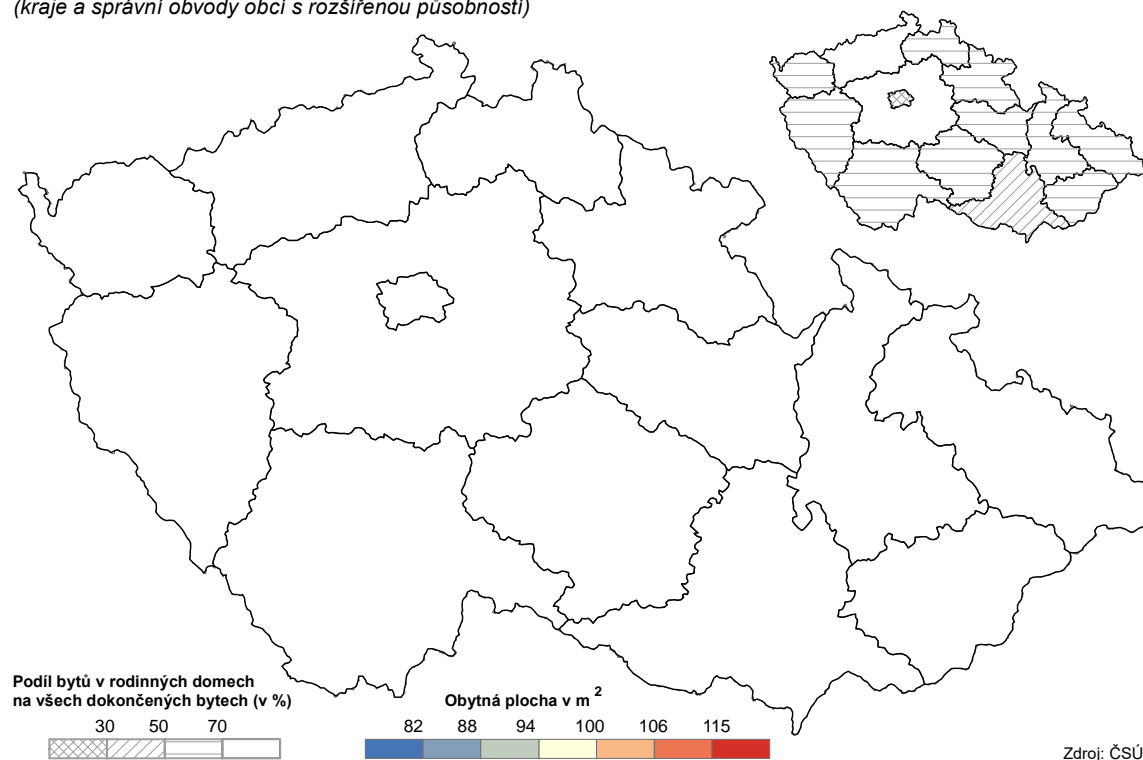 (kraje a správní obvody obcí s rozšířenou působností)
Podíl bytů v rodinných domech
na všech dokončených bytech (v %)
30 50 70
Obytná plocha v m 2
82 88 94 100 106 115
Zdroj: ČSÚ